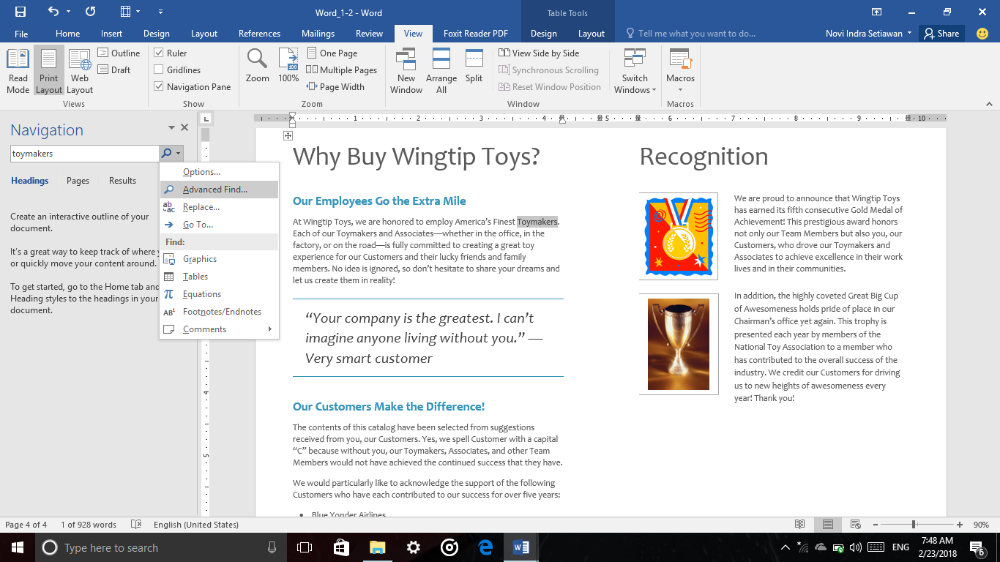 Word_1-2 - Word
Table Tools
File Home Insert Design Layout References Mailings Review View Foxit Reader PDF Design Layout Tell me what you want to do... Novi Indra Setiawan Share
Read Mode
Print Layout
Web Layout
Outline
Draft
Views
Ruler
Gridlines
Navigation Pane
Show
Zoom
100
100%
One Page
Multiple Pages
Page Width
Zoom
New Window
Arrange All
Split
View Side by Side
Synchronous Scrolling
Reset Window Position
Window
Switch Windows
Macros
Macros
L
1 2 3 4 5 6 7 8 9 10
Navigation
toymakers
Headings Pages Results
Create an interactive outline of your
document.
It's a great way to keep track of where
or quickly move your content around.
To get started, go to the Home tab and
Heading styles to the headings in your
document.
Options...
Advanced Find...
Replace...
Go To...
Find:
Graphics
Tables
Equations
Footnotes/Endnotes
Comments
4
5
Why Buy Wingtip Toys?
Our Employees Go the Extra Mile
At Wingtip Toys, we are honored to employ America's Finest Toymakers.
Each of our Toymakers and Associates—whether in the office, in the
factory, or on the road—is fully committed to creating a great toy
experience for our Customers and their lucky friends and family
members. No idea is ignored, so don't hesitate to share your dreams and
let us create them in reality!
“Your company is the greatest. I can't
imagine anyone living without you.” —
Very smart customer
Our Customers Make the Difference!
The contents of this catalog have been selected from suggestions
received from you, our Customers. Yes, we spell Customer with a capital
“C” because without you, our Toymakers, Associates, and other Team
Members would not have achieved the continued success that they have.
We would particularly like to acknowledge the support of the following
Customers who have each contributed to our success for over five years:
• Blue Yonder Airlines
Recognition
We are proud to announce that Wingtip Toys
has earned its fifth consecutive Gold Medal of
Achievement! This prestigious award honors
not only our Team Members but also you, our
Customers, who drove our Toymakers and
Associates to achieve excellence in their work
lives and in their communities.
In addition, the highly coveted Great Big Cup
of Awesomeness holds pride of place in our
Chairman's office yet again. This trophy is
presented each year by members of the
National Toy Association to a member who
has contributed to the overall success of the
industry. We credit our Customers for driving
us to new heights of awesomeness every
year! Thank you!
Page 4 of 4 1 of 928 words English (United States) 90%
Type here to search
ENG
7:48 AM
2/23/2018
6